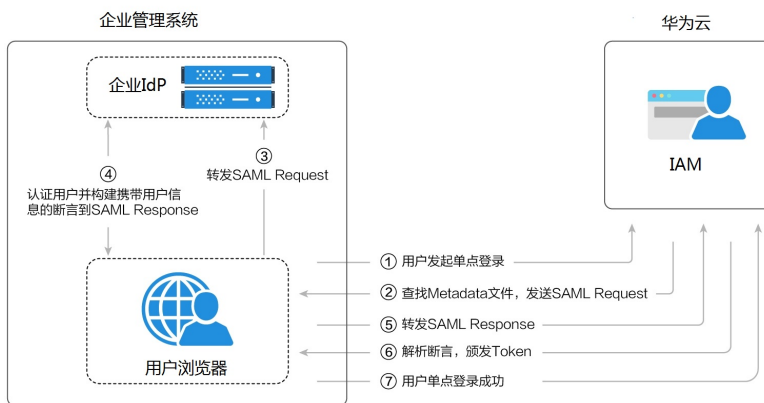 企业管理系统
华为云
企业IdP
IAM
④
③
转发SAML Request
认证用户并构建携带用户信
息的断言到SAML Response
① 用户发起单点登录
② 查找Metadata文件，发送SAML Request
⑤ 转发SAML Response
⑥ 解析断言，颁发Token
⑦ 用户单点登录成功
用户浏览器